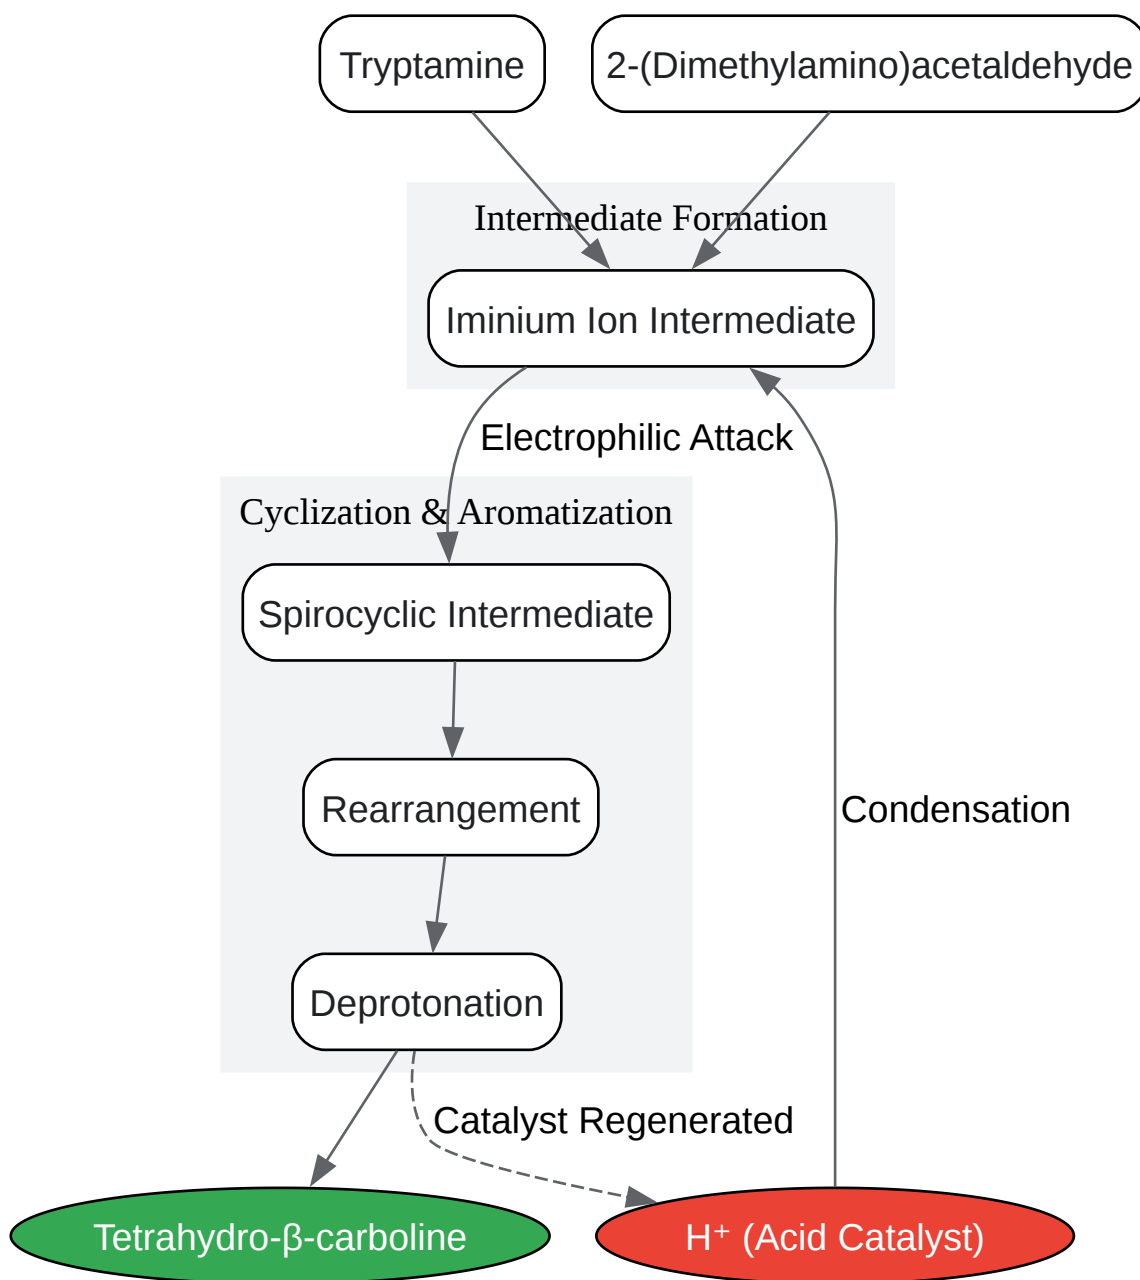 Tryptamine
2-(Dimethylamino)acetaldehyde
Intermediate Formation
Iminium Ion Intermediate
Electrophilic Attack
Cyclization & Aromatization
Spirocyclic Intermediate
Rearrangement
Condensation
Deprotonation
Catalyst Regenerated
Tetrahydro-β-carboline
H⁺ (Acid Catalyst)